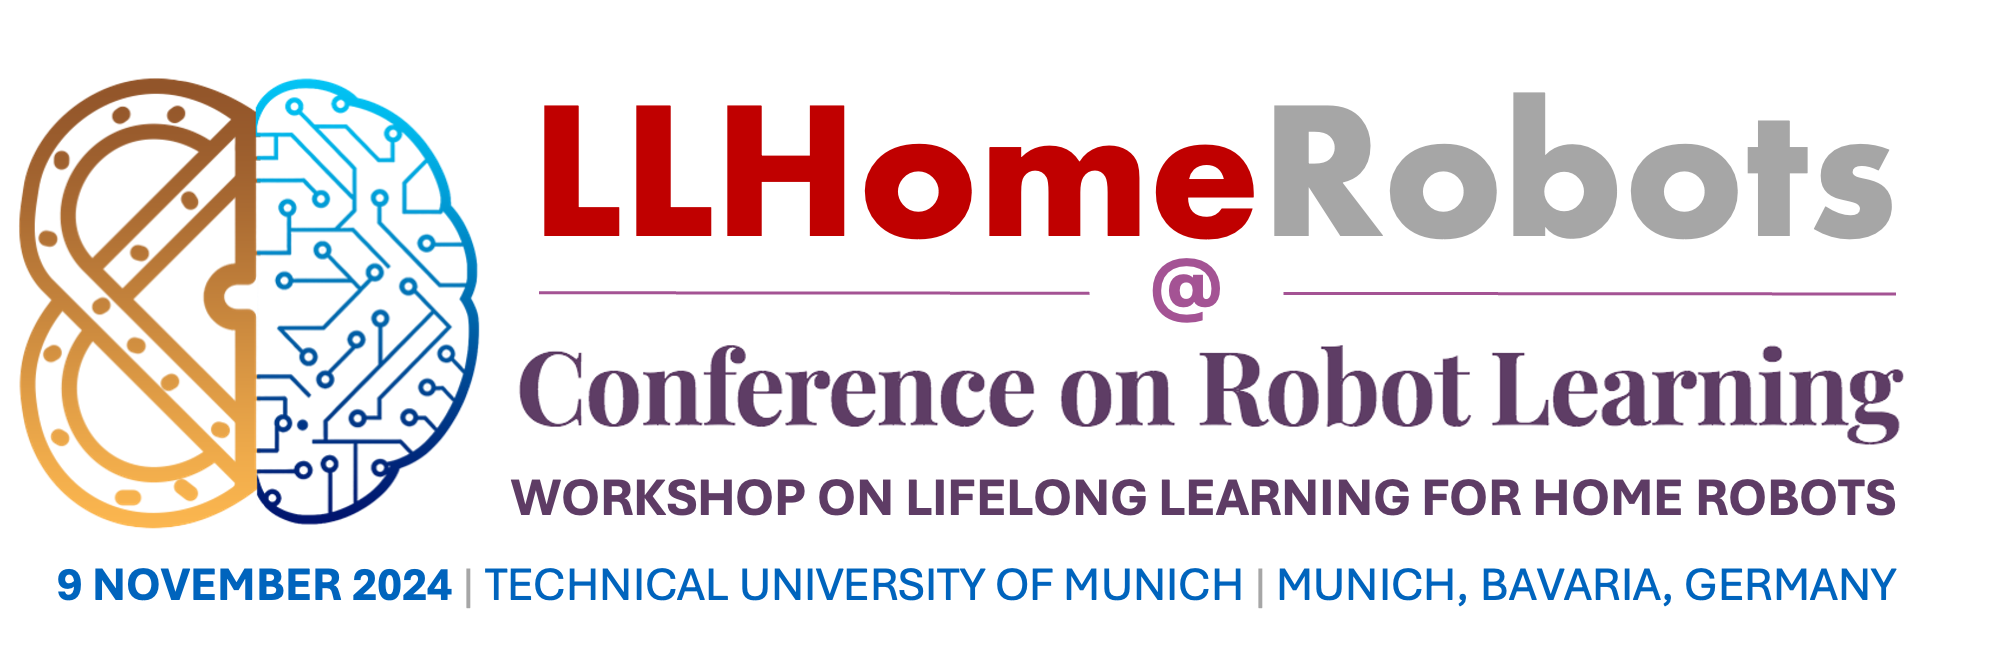 LLHomeRobots
@
Conference on Robot Learning
WORKSHOP ON LIFELONG LEARNING FOR HOME ROBOTS
9 NOVEMBER 2024 | TECHNICAL UNIVERSITY OF MUNICH | MUNICH, BAVARIA, GERMANY